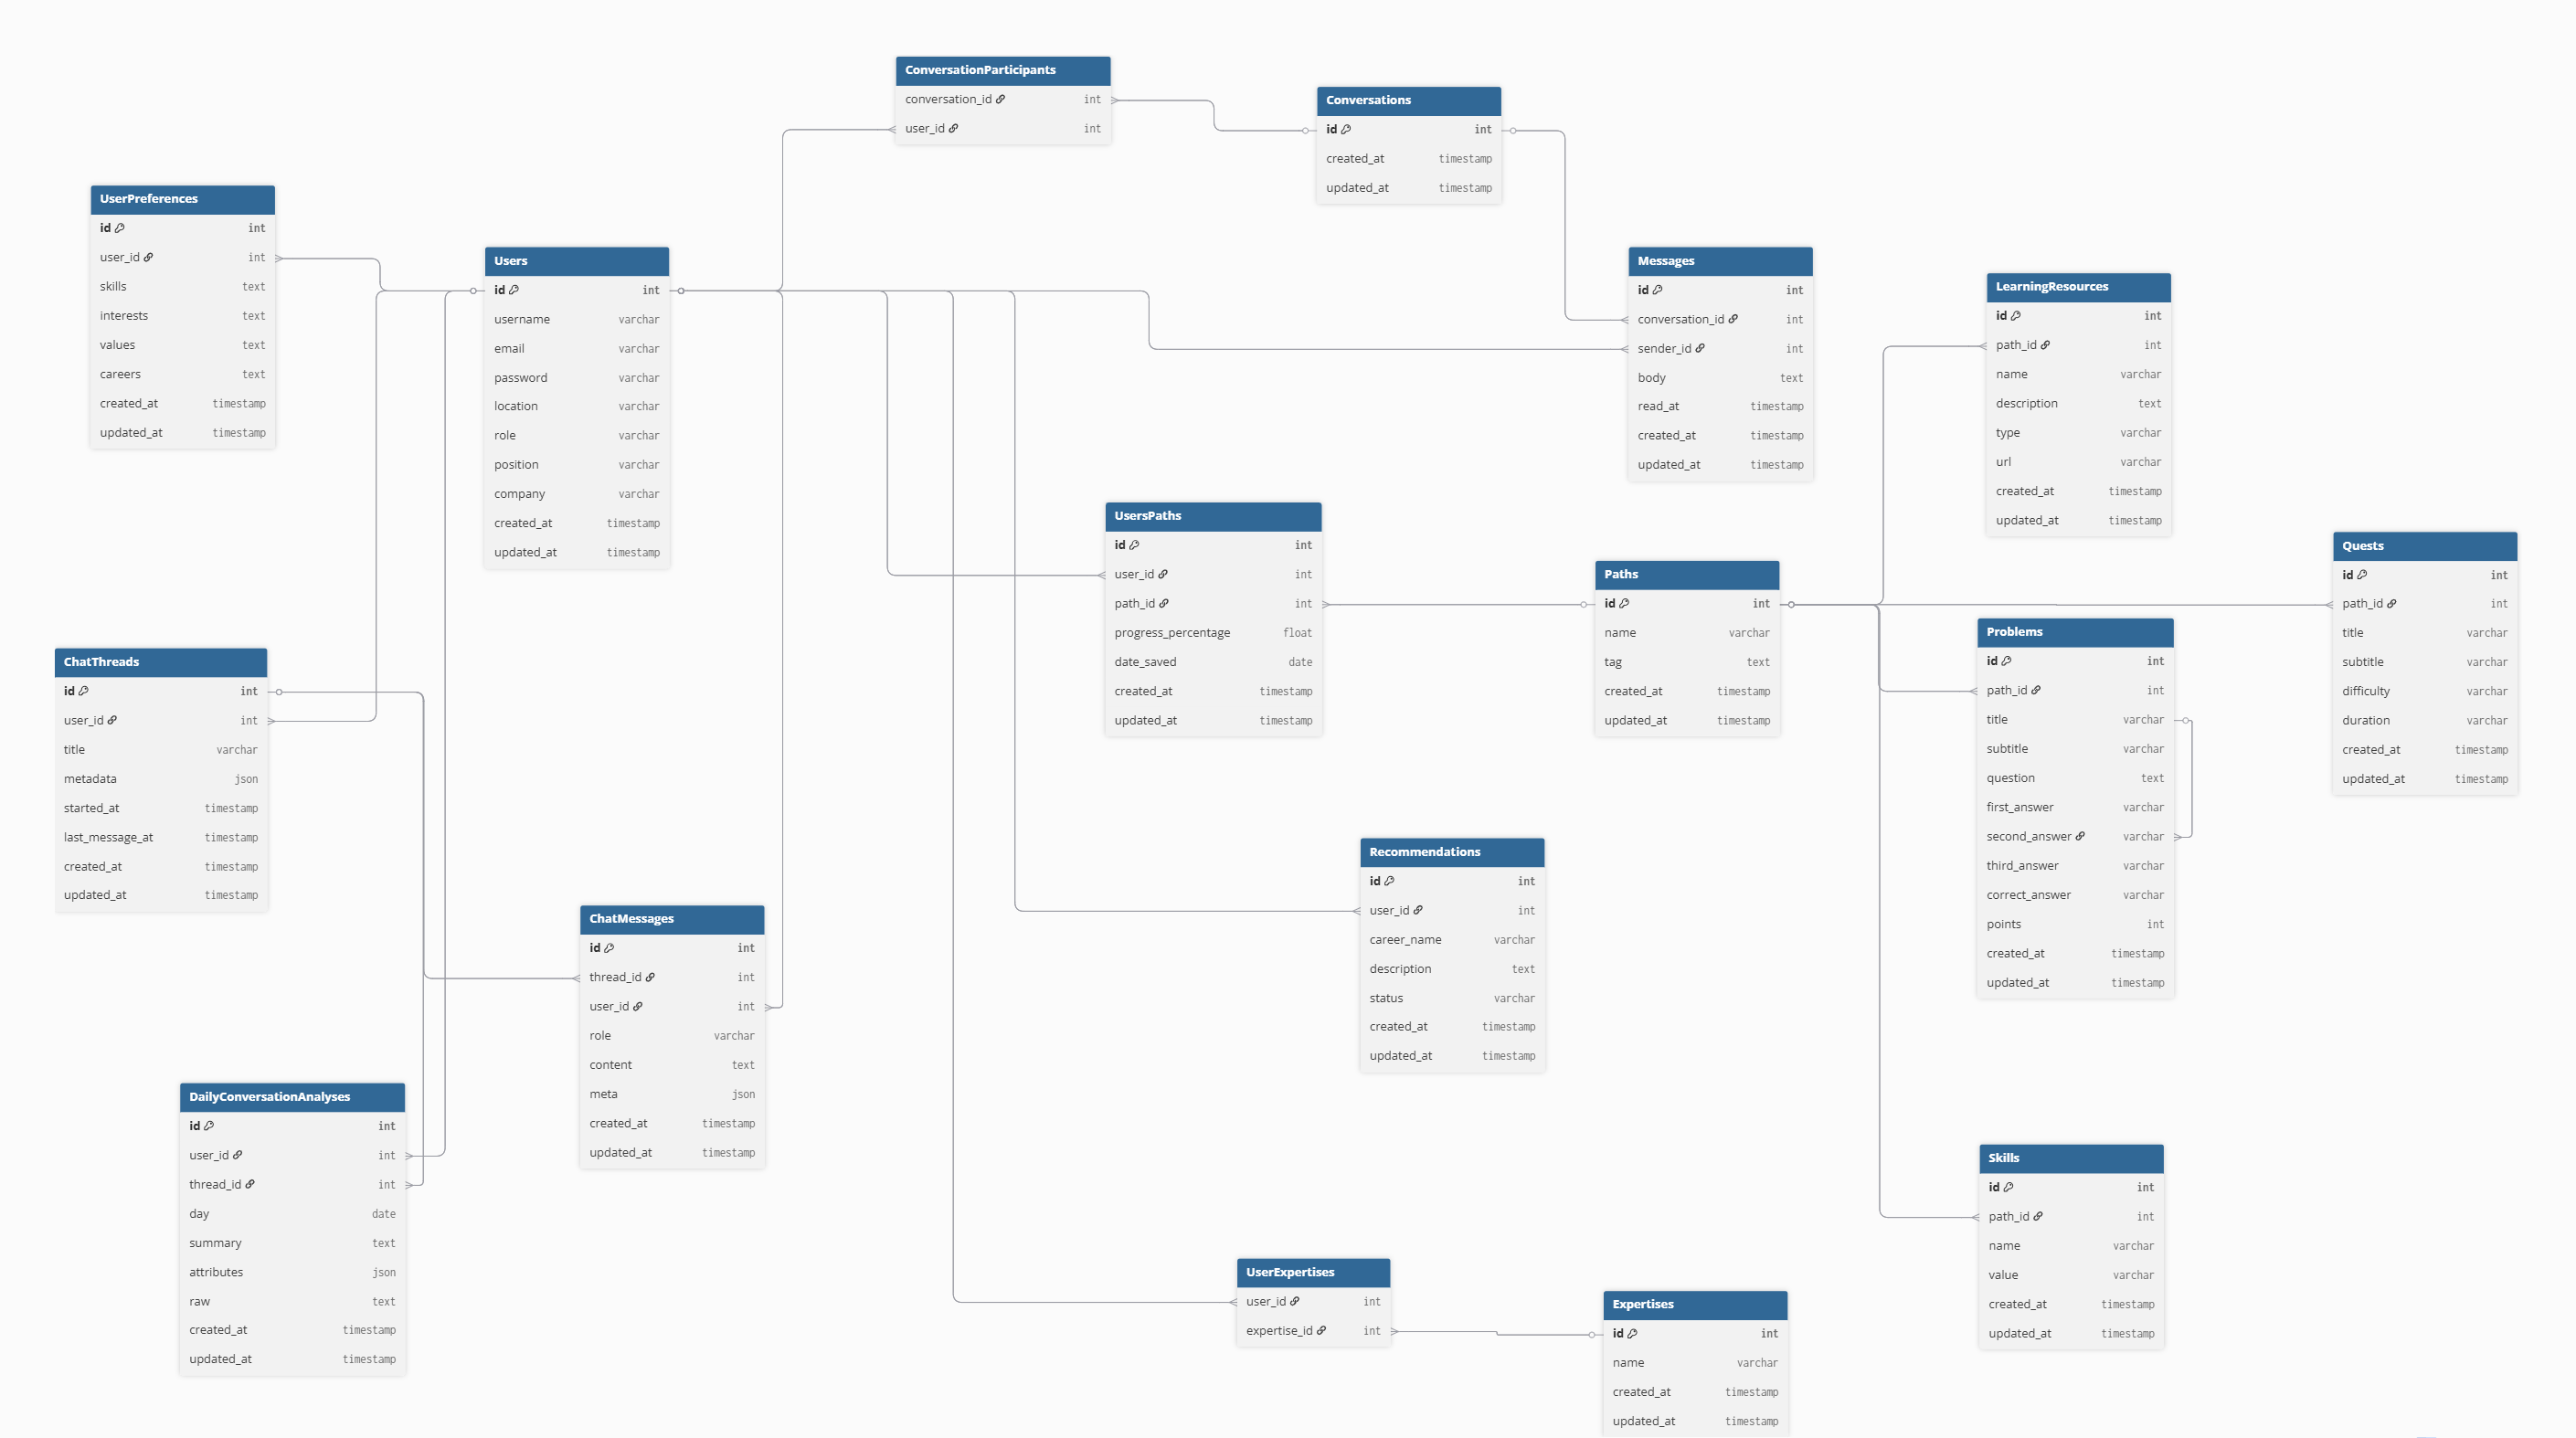 ConversationParticipants
conversation_id int
user_id int
Conversations
id int
created_at timestamp
updated_at timestamp
UserPreferences
id int
user_id int
skills text
interests text
values text
careers text
created_at timestamp
updated_at timestamp
Users
id int
username varchar
email varchar
password varchar
location varchar
role varchar
position varchar
company varchar
created_at timestamp
updated_at timestamp
Messages
id int
conversation_id int
sender_id int
body text
read_at timestamp
created_at timestamp
updated_at timestamp
LearningResources
id int
path_id int
name varchar
description text
type varchar
url varchar
created_at timestamp
updated_at timestamp
UsersPaths
id int
user_id int
path_id int
progress_percentage float
date_saved date
created_at timestamp
updated_at timestamp
Paths
id int
name varchar
tag text
created_at timestamp
updated_at timestamp
Quests
id int
path_id int
title varchar
subtitle varchar
difficulty varchar
duration varchar
created_at timestamp
updated_at timestamp
Problems
id int
path_id int
title varchar
subtitle varchar
question text
first_answer varchar
second_answer varchar
third_answer varchar
correct_answer varchar
points int
created_at timestamp
updated_at timestamp
ChatThreads
id int
user_id int
title varchar
metadata json
started_at timestamp
last_message_at timestamp
created_at timestamp
updated_at timestamp
Recommendations
id int
user_id int
career_name varchar
description text
status varchar
created_at timestamp
updated_at timestamp
ChatMessages
id int
thread_id int
user_id int
role varchar
content text
meta json
created_at timestamp
updated_at timestamp
DailyConversationAnalyses
id int
user_id int
thread_id int
day date
summary text
attributes json
raw text
created_at timestamp
updated_at timestamp
Skills
id int
path_id int
name varchar
value varchar
created_at timestamp
updated_at timestamp
UserExpertises
user_id int
expertise_id int
Expertises
id int
name varchar
created_at timestamp
updated_at timestamp